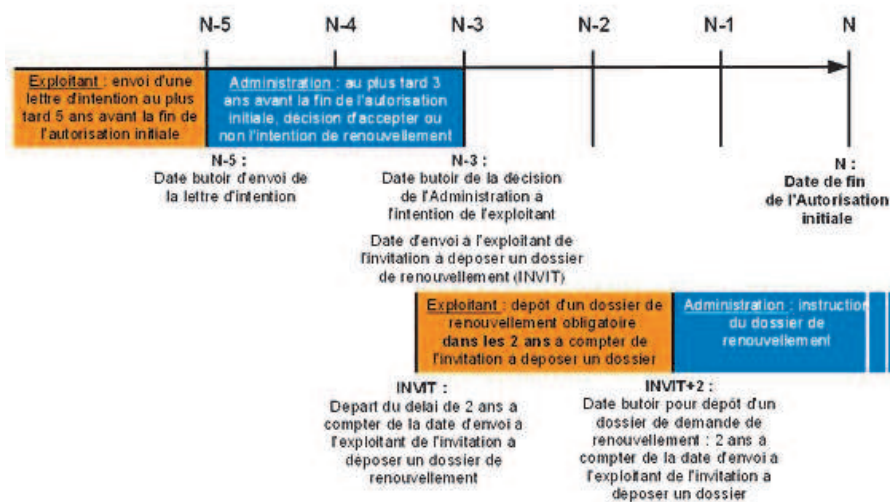 N-5 N-4 N-3 N-2 N-1 N
Exploitant : envoi d'une
lettre d'intention au plus
tard 5 ans avant la fin de
l'autorisation initiale
Administration : au plus tard 3
ans avant la fin de l'autorisation
initiale, décision d'accepter ou
non l'intention de renouvellement
N-5 :
Date butoir d'envoi de
la lettre d'intention
N-3 :
Date butoir de la décision
de l'Administration à
l'intention de l'exploitant
Date d'envoi à l'exploitant de
l'invitation à déposer un dossier
de renouvellement (INVIT)
N :
Date de fin
de l'Autorisation
initiale
Exploitant : dépôt d'un dossier de
renouvellement obligatoire
dans les 2 ans à compter de
l'invitation à déposer un dossier
Administration : instruction
du dossier de
renouvellement
INVIT :
Départ du délai de 2 ans à
compter de la date d'envoi à
l'exploitant de l'invitation à
déposer un dossier de
renouvellement
INVIT+2 :
Date butoir pour dépôt d'un
dossier de demande de
renouvellement : 2 ans à
compter de la date d'envoi à
l'exploitant de l'invitation à
déposer un dossier